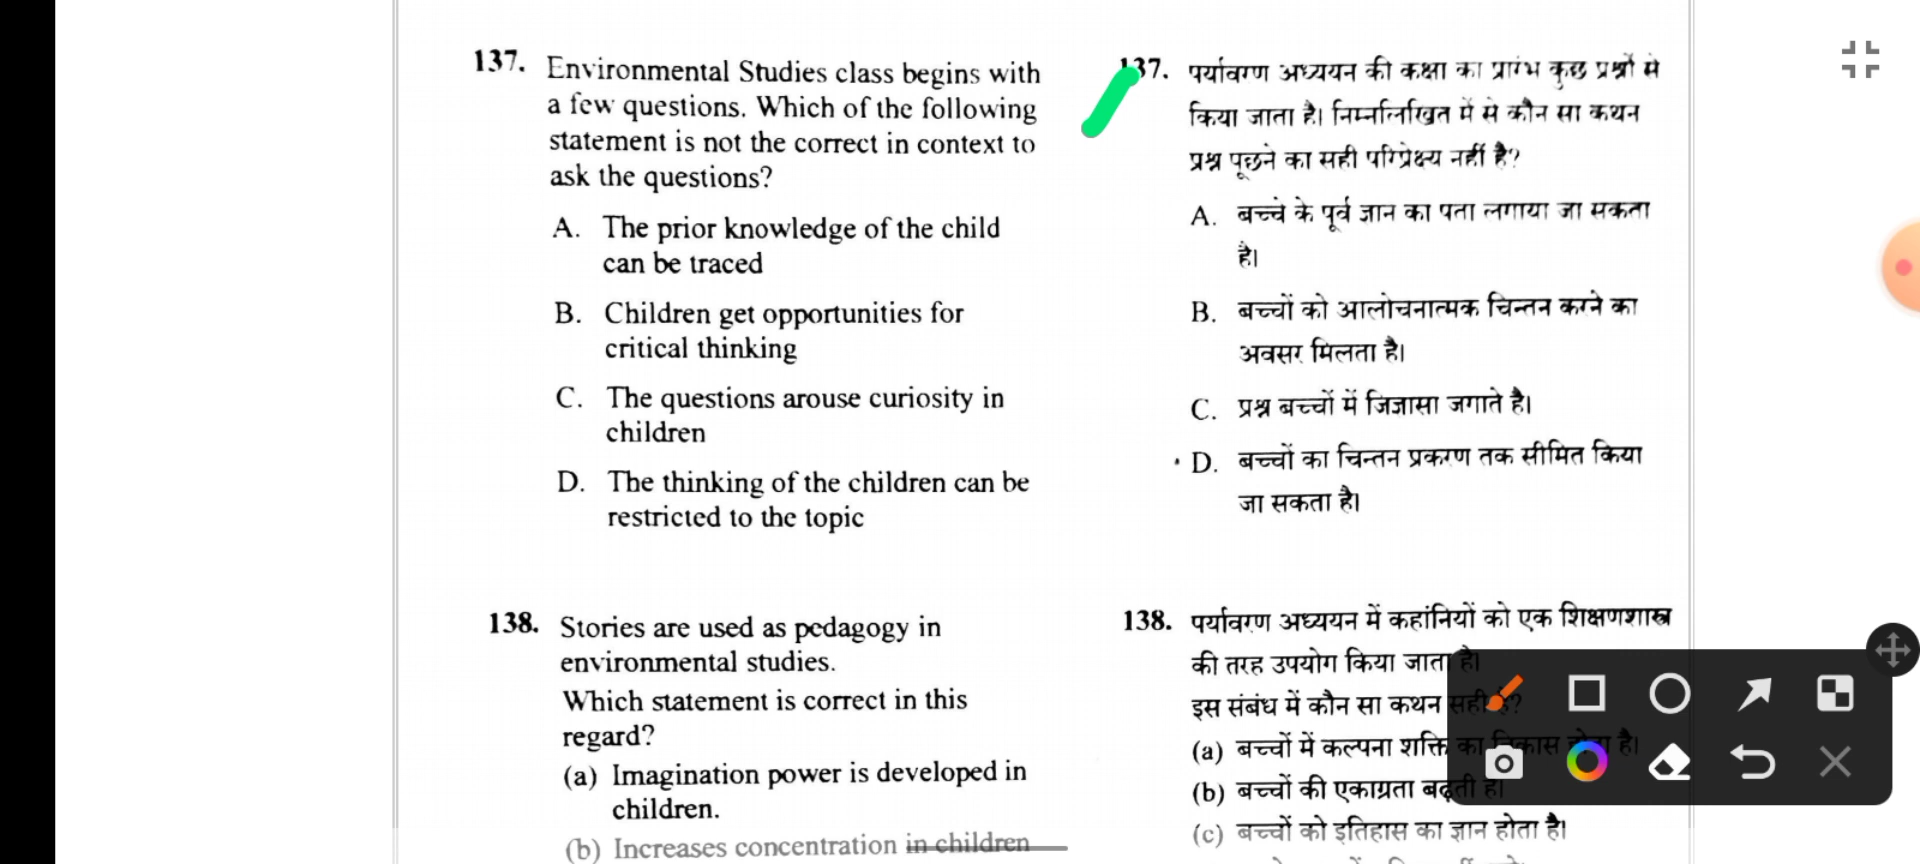 137. Environmental Studies class begins with
a few questions. Which of the following
statement is not the correct in context to
ask the questions?
A. The prior knowledge of the child
can be traced
B. Children get opportunities for
critical thinking
C. The questions arouse curiosity in
children
D. The thinking of the children can be
restricted to the topic
138. Stories are used as pedagogy in
environmental studies.
Which statement is correct in this
regard?
(a) Imagination power is developed in
children.
(b) Increases concentration in children
137. पर्यावरण अध्ययन की कक्षा का प्रारंभ कुछ प्रश्नों से
किया जाता है। निम्नलिखित में से कौन सा कथन
प्रश्न पूछने का सही परिप्रेक्ष्य नहीं है?
A. बच्चे के पूर्व ज्ञान का पता लगाया जा सकता
है।
B. बच्चों को आलोचनात्मक चिन्तन करने का
अवसर मिलता है।
C. प्रश्न बच्चों में जिज्ञासा जगाते है।
D. बच्चों का चिन्तन प्रकरण तक सीमित किया
जा सकता है।
138. पर्यावरण अध्ययन में कहांनियों को एक शिक्षणशास्त्र
की तरह उपयोग किया जाता है।
इस संबंध में कौन सा कथन सही है?
(a) बच्चों में कल्पना शक्ति का विकास होता है।
(b) बच्चों की एकाग्रता बढ़ती है।
(c) बच्चों को इतिहास का ज्ञान होता है।